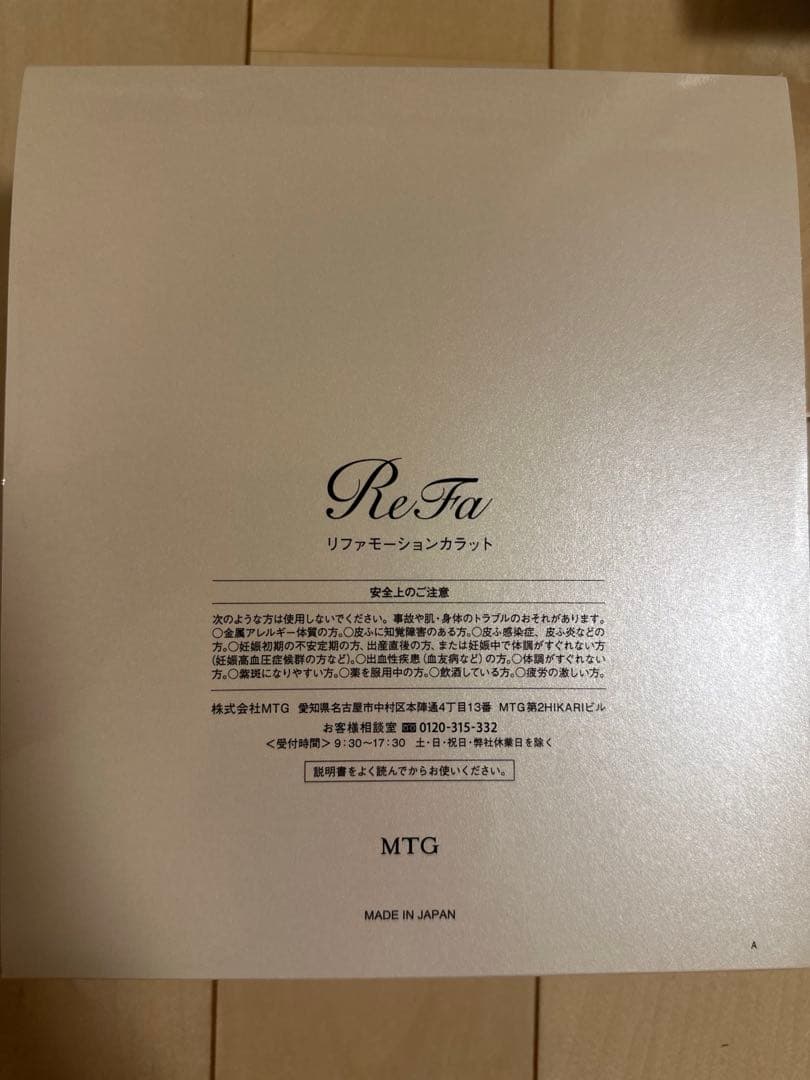 ReFa
リファモーションカラット
安全上のご注意
次のような方は使用しないでください。事故や肌・身体のトラブルのおそれがあります。
○金属アレルギー体質の方。○皮ふに知覚障害のある方。○皮ふ感染症、皮ふ炎などの
方。○妊娠初期の不安定期の方、出産直後の方、または妊娠中で体調がすぐれない方
(妊娠高血圧症候群の方など)。○出血性疾患(血友病など)の方。○体調がすぐれない
方。○紫斑になりやすい方。○薬を服用中の方。○飲酒している方。○疲労の激しい方。
株式会社MTG 愛知県名古屋市中村区本陣通4丁目13番 MTG第2HIKARIビル
お客様相談室 0120-315-332
<受付時間> 9:30〜17:30 土・日・祝日・弊社休業日を除く
説明書をよく読んでからお使いください。
MTG
MADE IN JAPAN
A